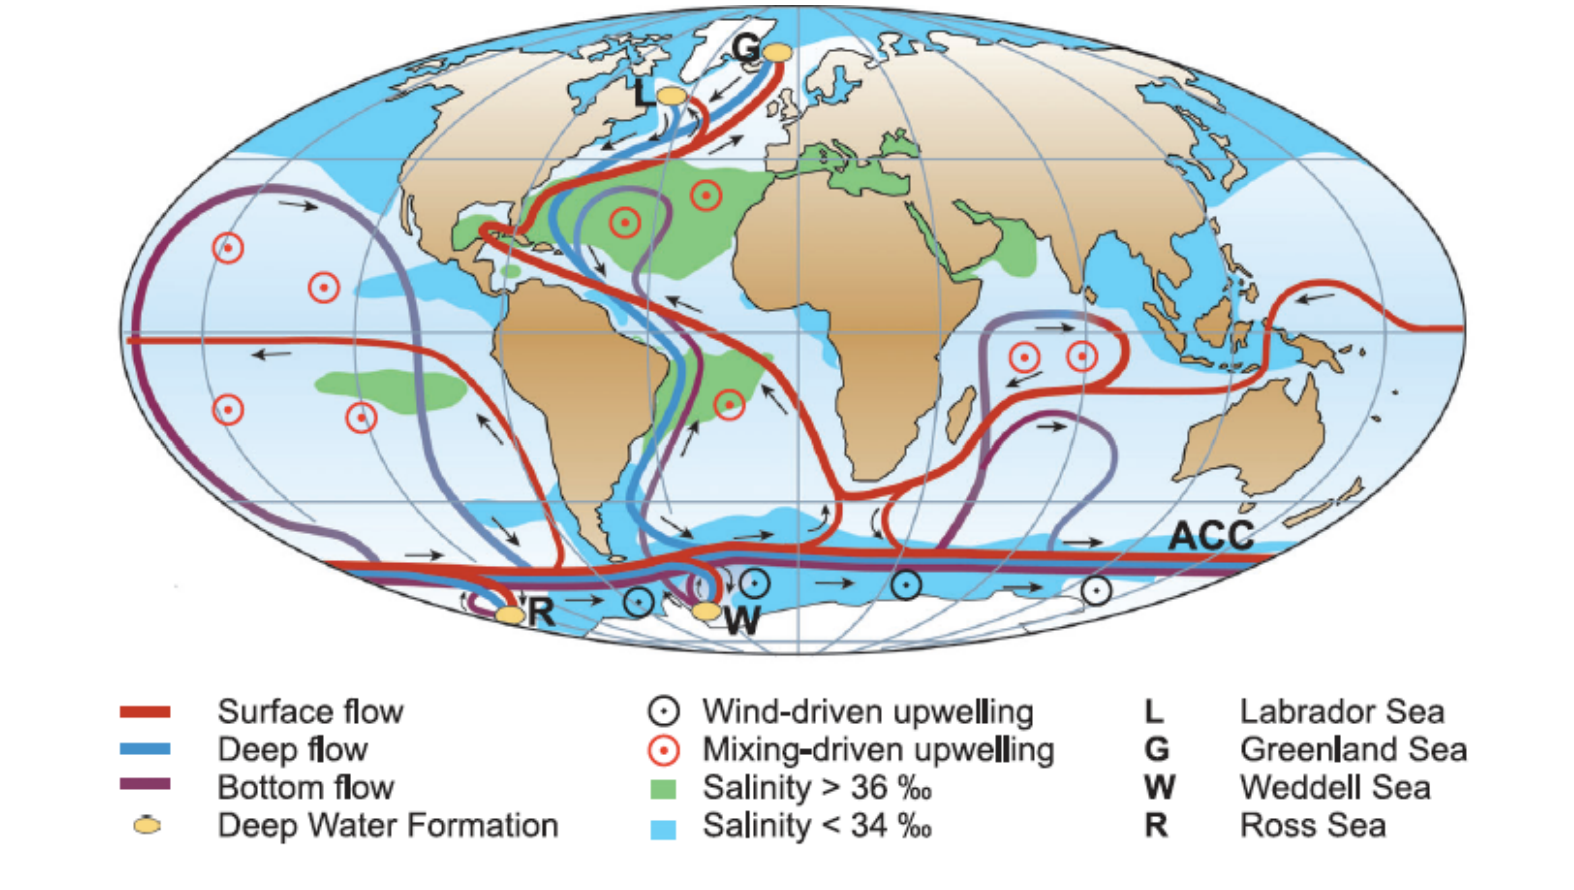 G
L
ACC
R
W
Surface flow
Deep flow
Bottom flow
Deep Water Formation
Wind-driven upwelling
Mixing-driven upwelling
Salinity > 36 ‰
Salinity < 34 ‰
L Labrador Sea
G Greenland Sea
W Weddell Sea
R Ross Sea